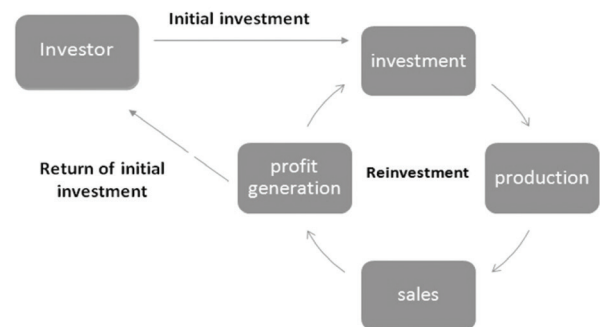 Initial investment
Investor
investment
Return of initial
investment
profit
generation
Reinvestment
production
sales